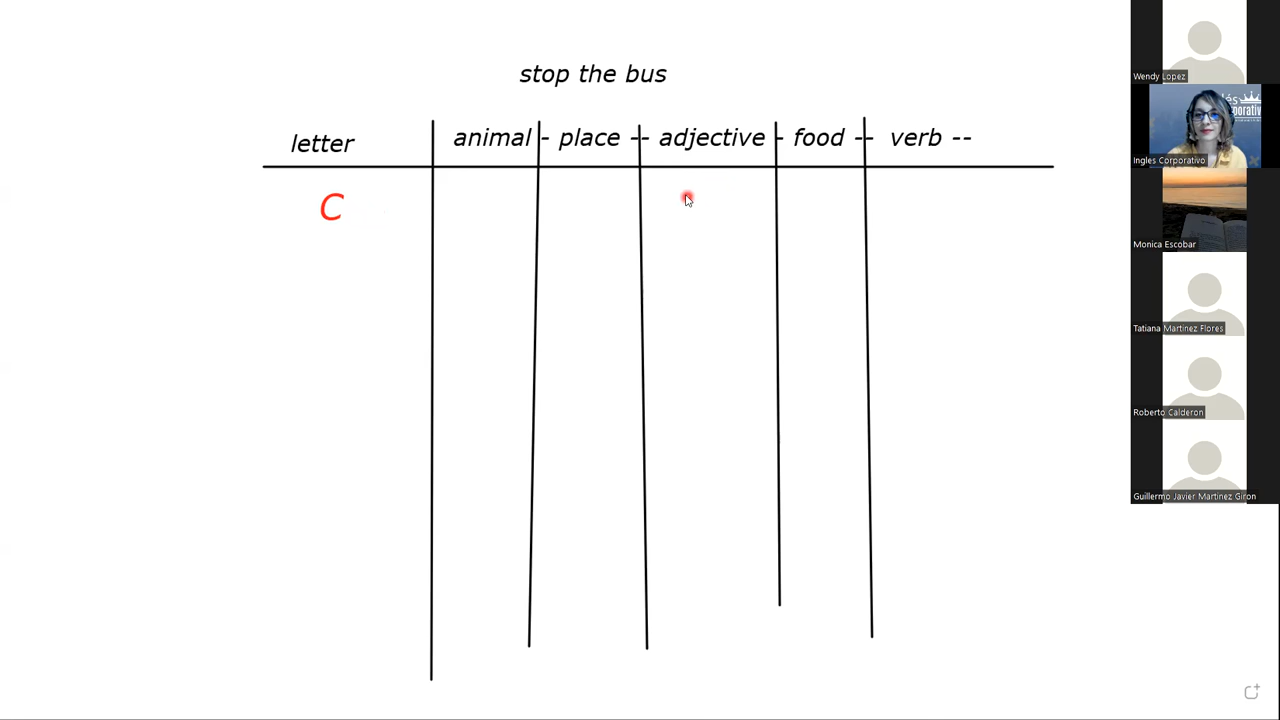 stop the bus
letter animal - place -- adjective - food -- verb --
C
Wendy Lopez
Ingles Corporativo
Monica Escobar
Tatiana Martinez Flores
Roberto Calderon
Guillermo Javier Martinez Giron